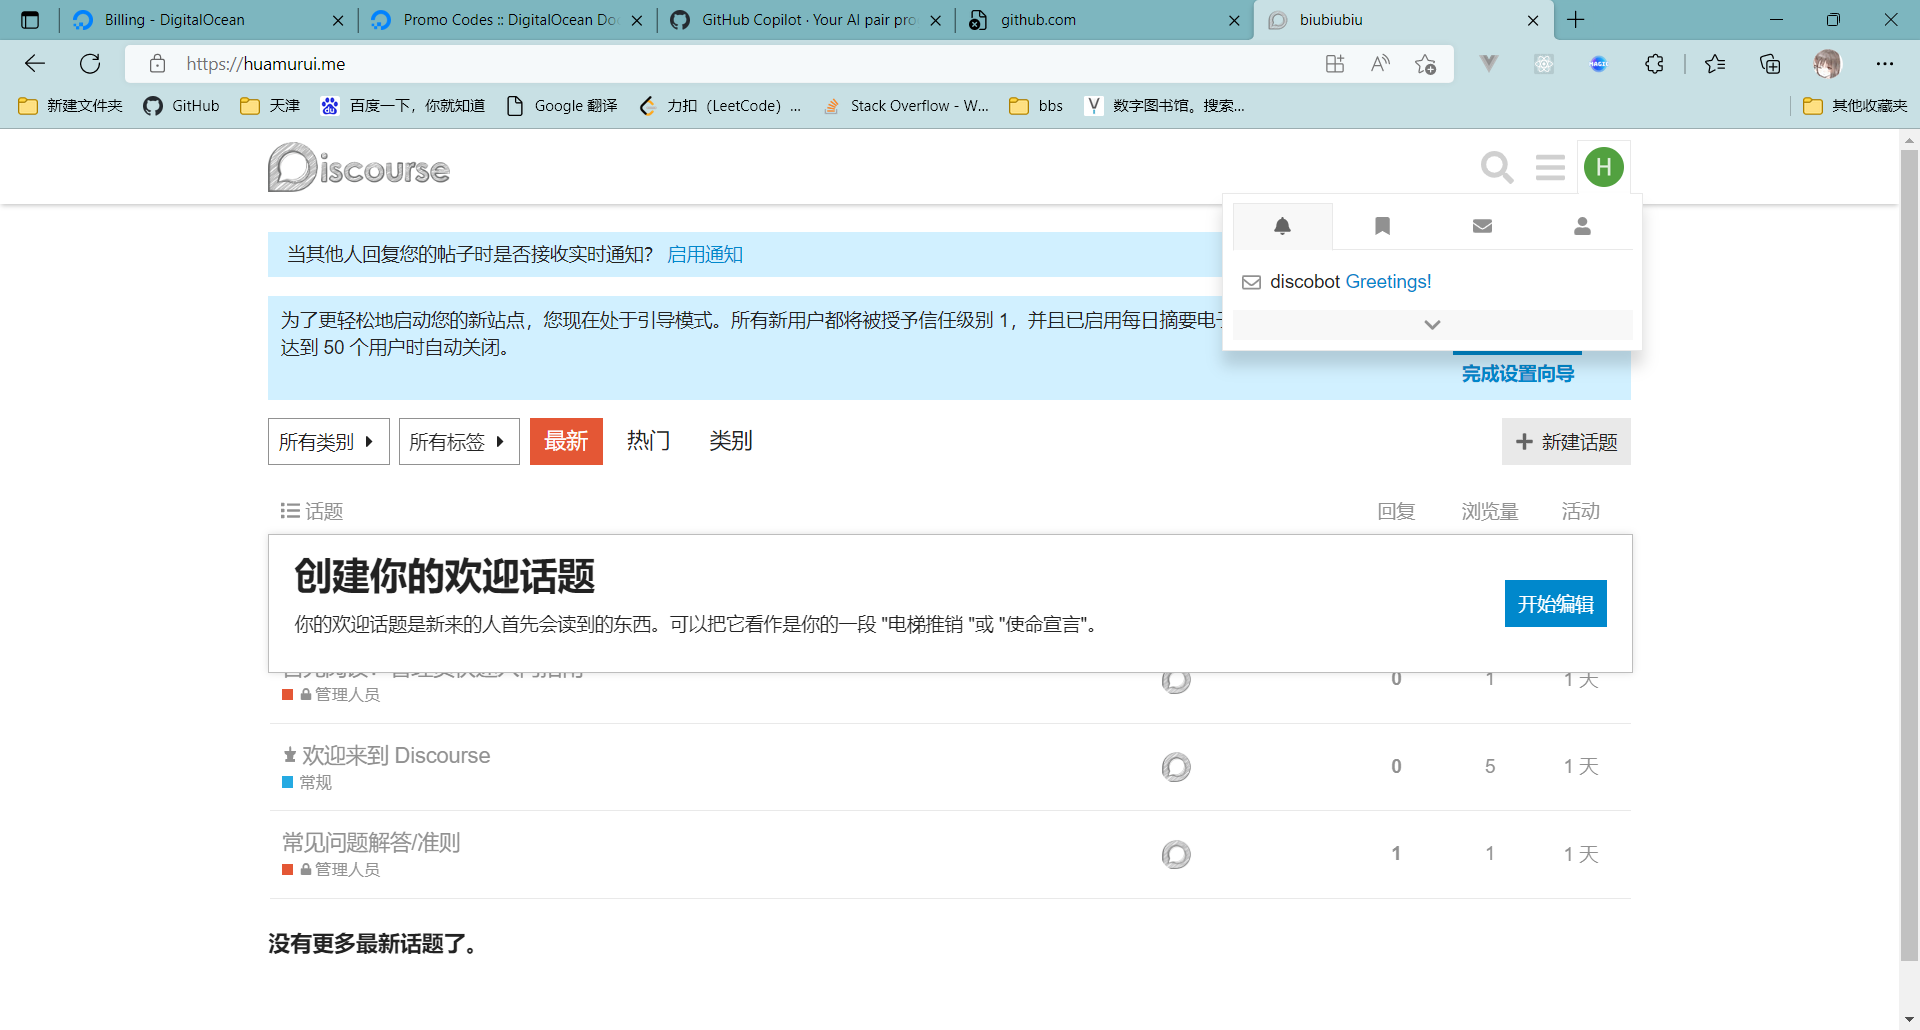 Billing - DigitalOcean
Promo Codes :: DigitalOcean Do
GitHub Copilot · Your AI pair pro
github.com
biubiubiu
https://huamurui.me
新建文件夹
GitHub
天津
百度一下，你就知道
Google 翻译
力扣（LeetCode）...
Stack Overflow - W...
bbs
数字图书馆。搜索...
其他收藏夹
Discourse
H
当其他人回复您的帖子时是否接收实时通知？ 启用通知
discobot Greetings!
为了更轻松地启动您的新站点，您现在处于引导模式。所有新用户都将被授予信任级别 1，并且已启用每日摘要电
达到 50 个用户时自动关闭。
完成设置向导
所有类别
所有标签
最新
热门
类别
新建话题
话题
回复
浏览量
活动
创建你的欢迎话题
你的欢迎话题是新来的人首先会读到的东西。可以把它看作是你的一段 "电梯推销 "或 "使命宣言"。
开始编辑
管理人员
0
1
1 天
欢迎来到 Discourse
常规
0
5
1 天
常见问题解答/准则
管理人员
1
1
1 天
没有更多最新话题了。